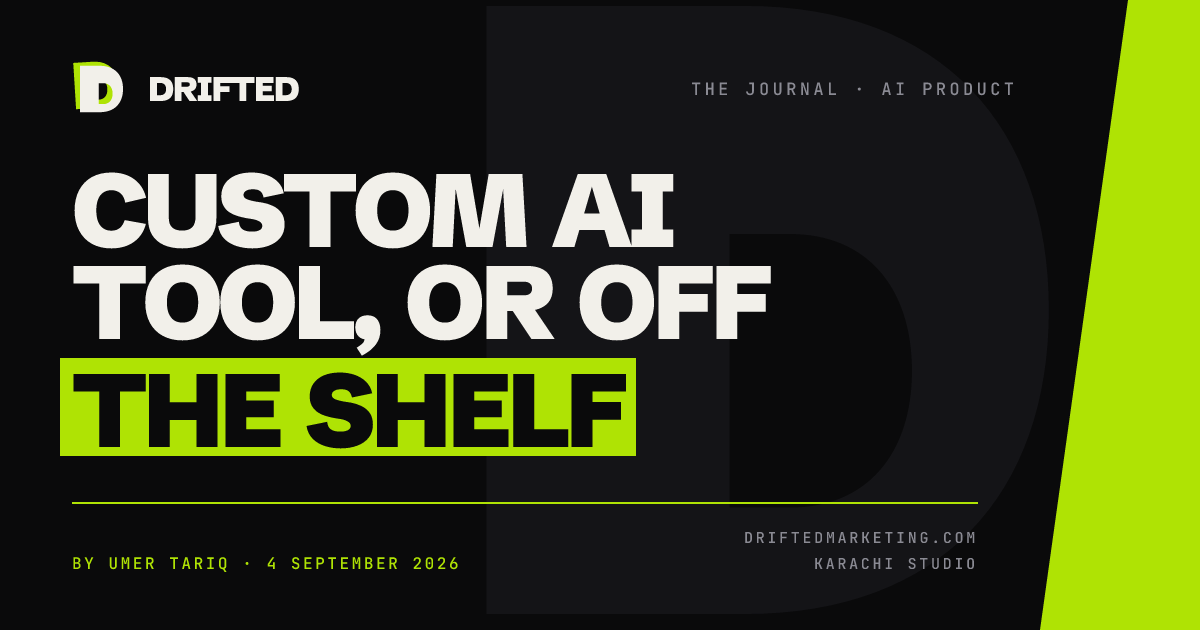 DRIFTED
THE JOURNAL · AI PRODUCT
CUSTOM AI
TOOL, OR OFF
THE SHELF
DRIFTEDMARKETING.COM
BY UMER TARIQ · 4 SEPTEMBER 2026
KARACHI STUDIO